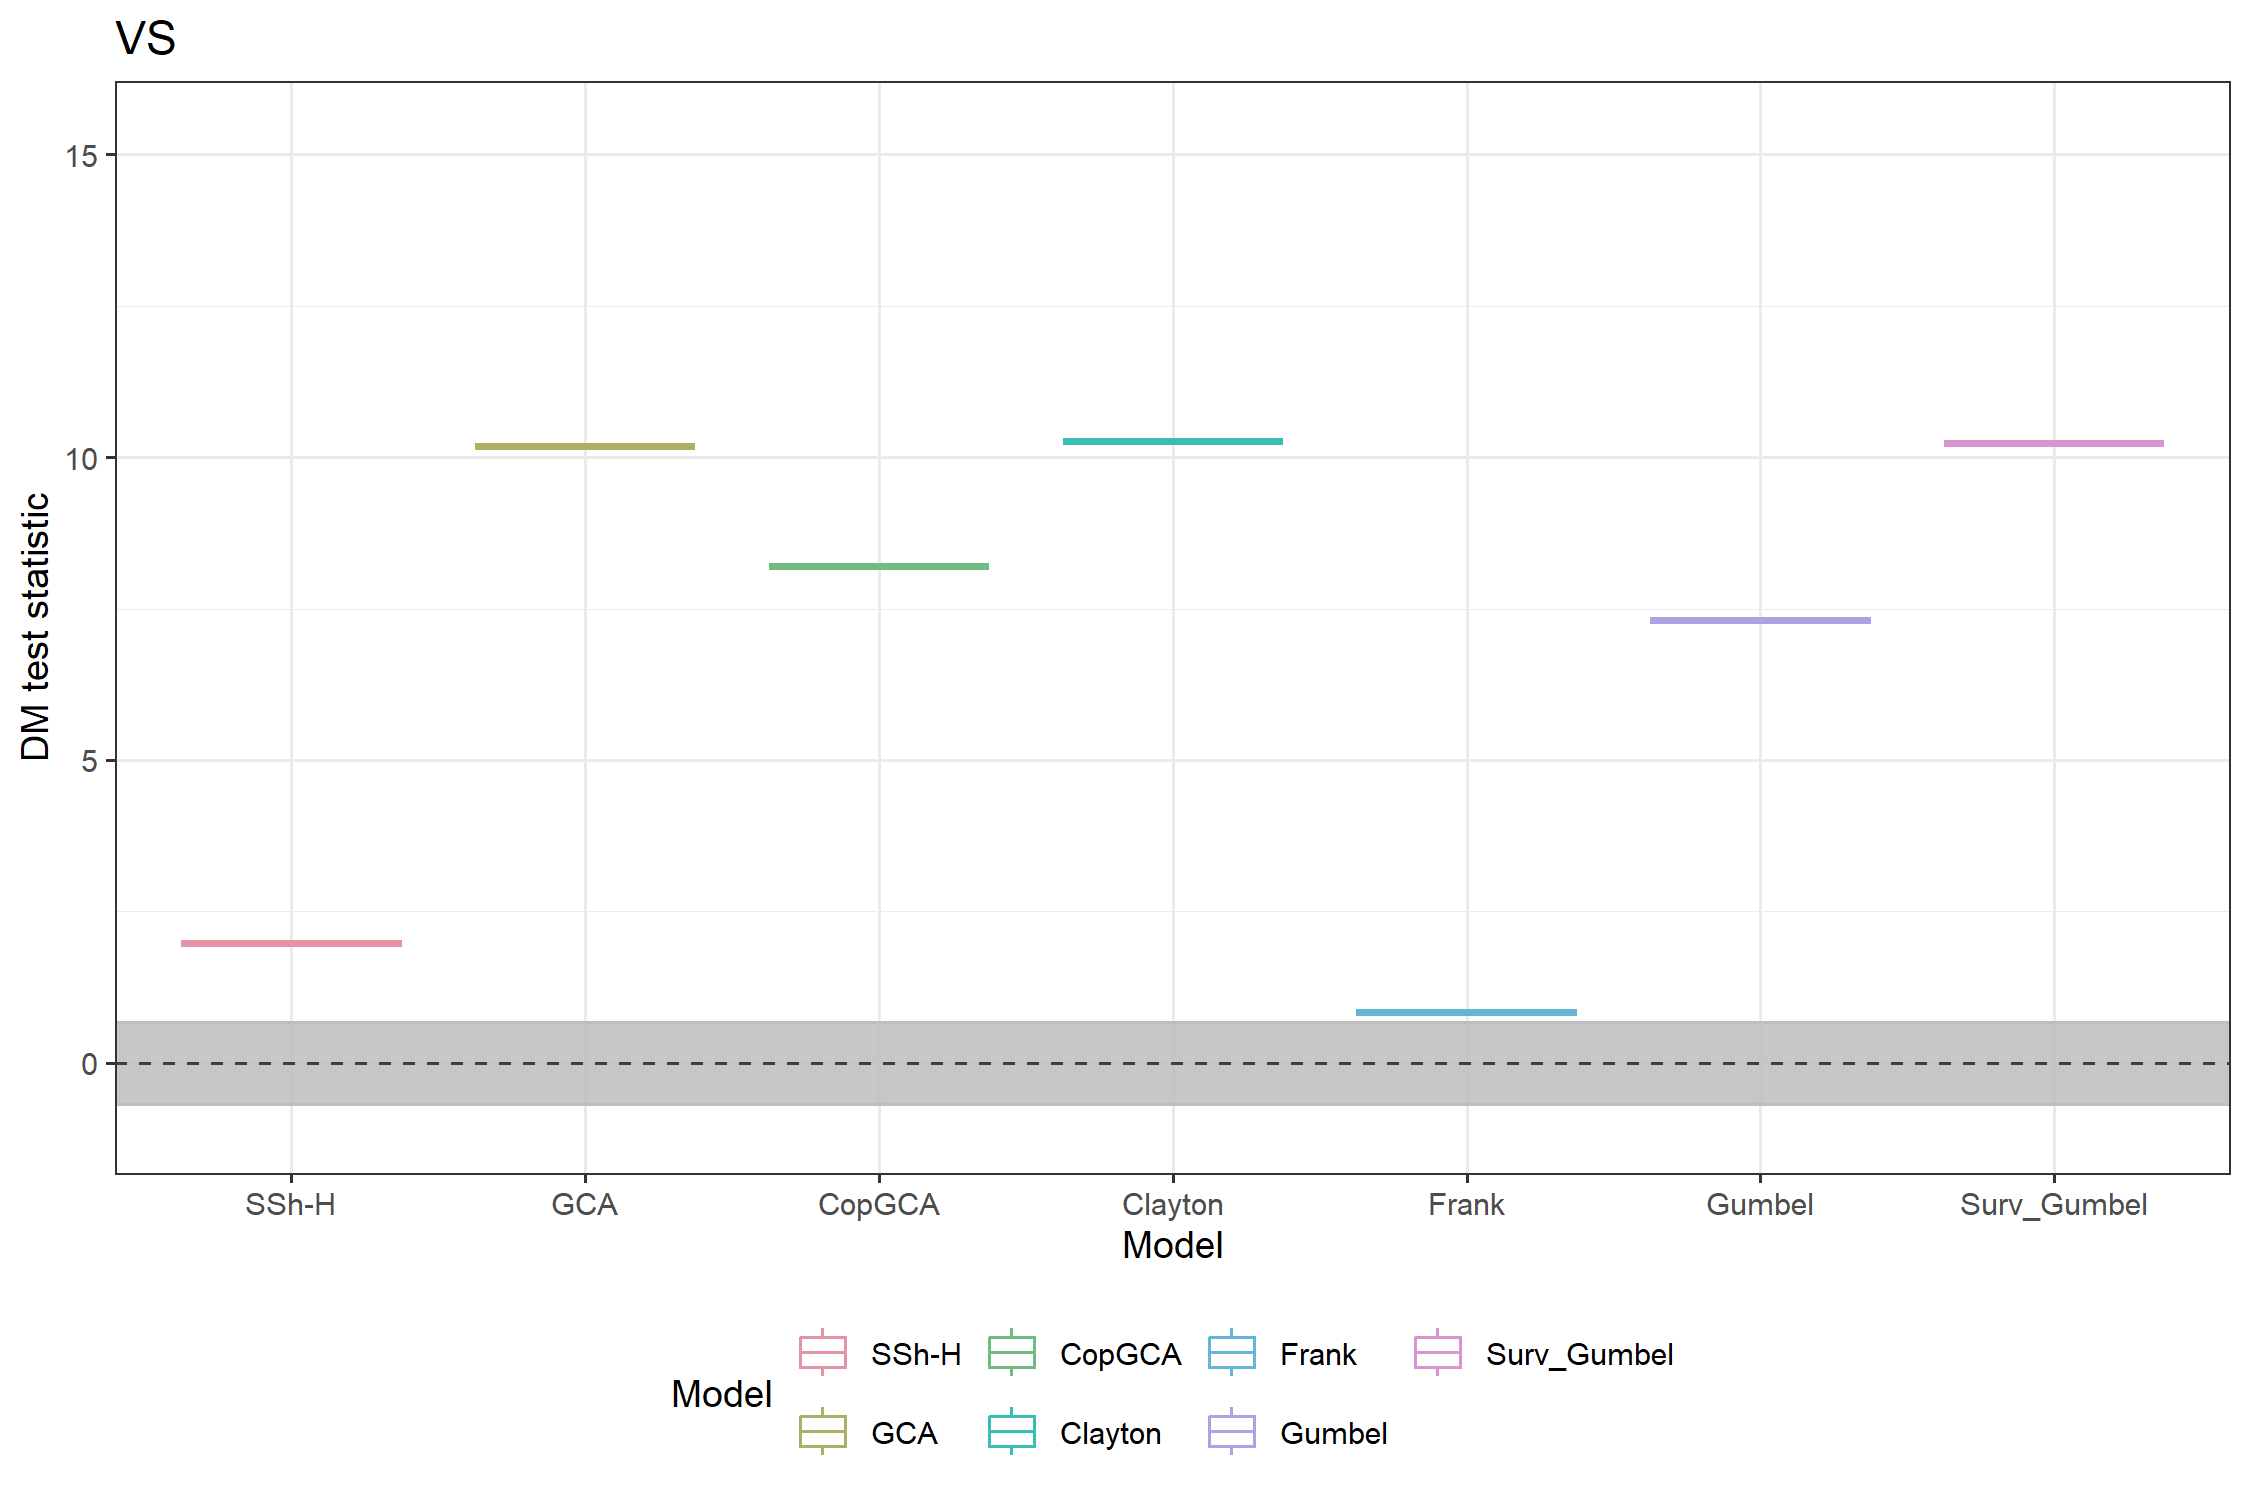 VS
15
10
5
0
DM test statistic
SSh-H GCA CopGCA Clayton Frank Gumbel Surv_Gumbel
Model
Model
SSh-H CopGCA Frank Surv_Gumbel
GCA Clayton Gumbel